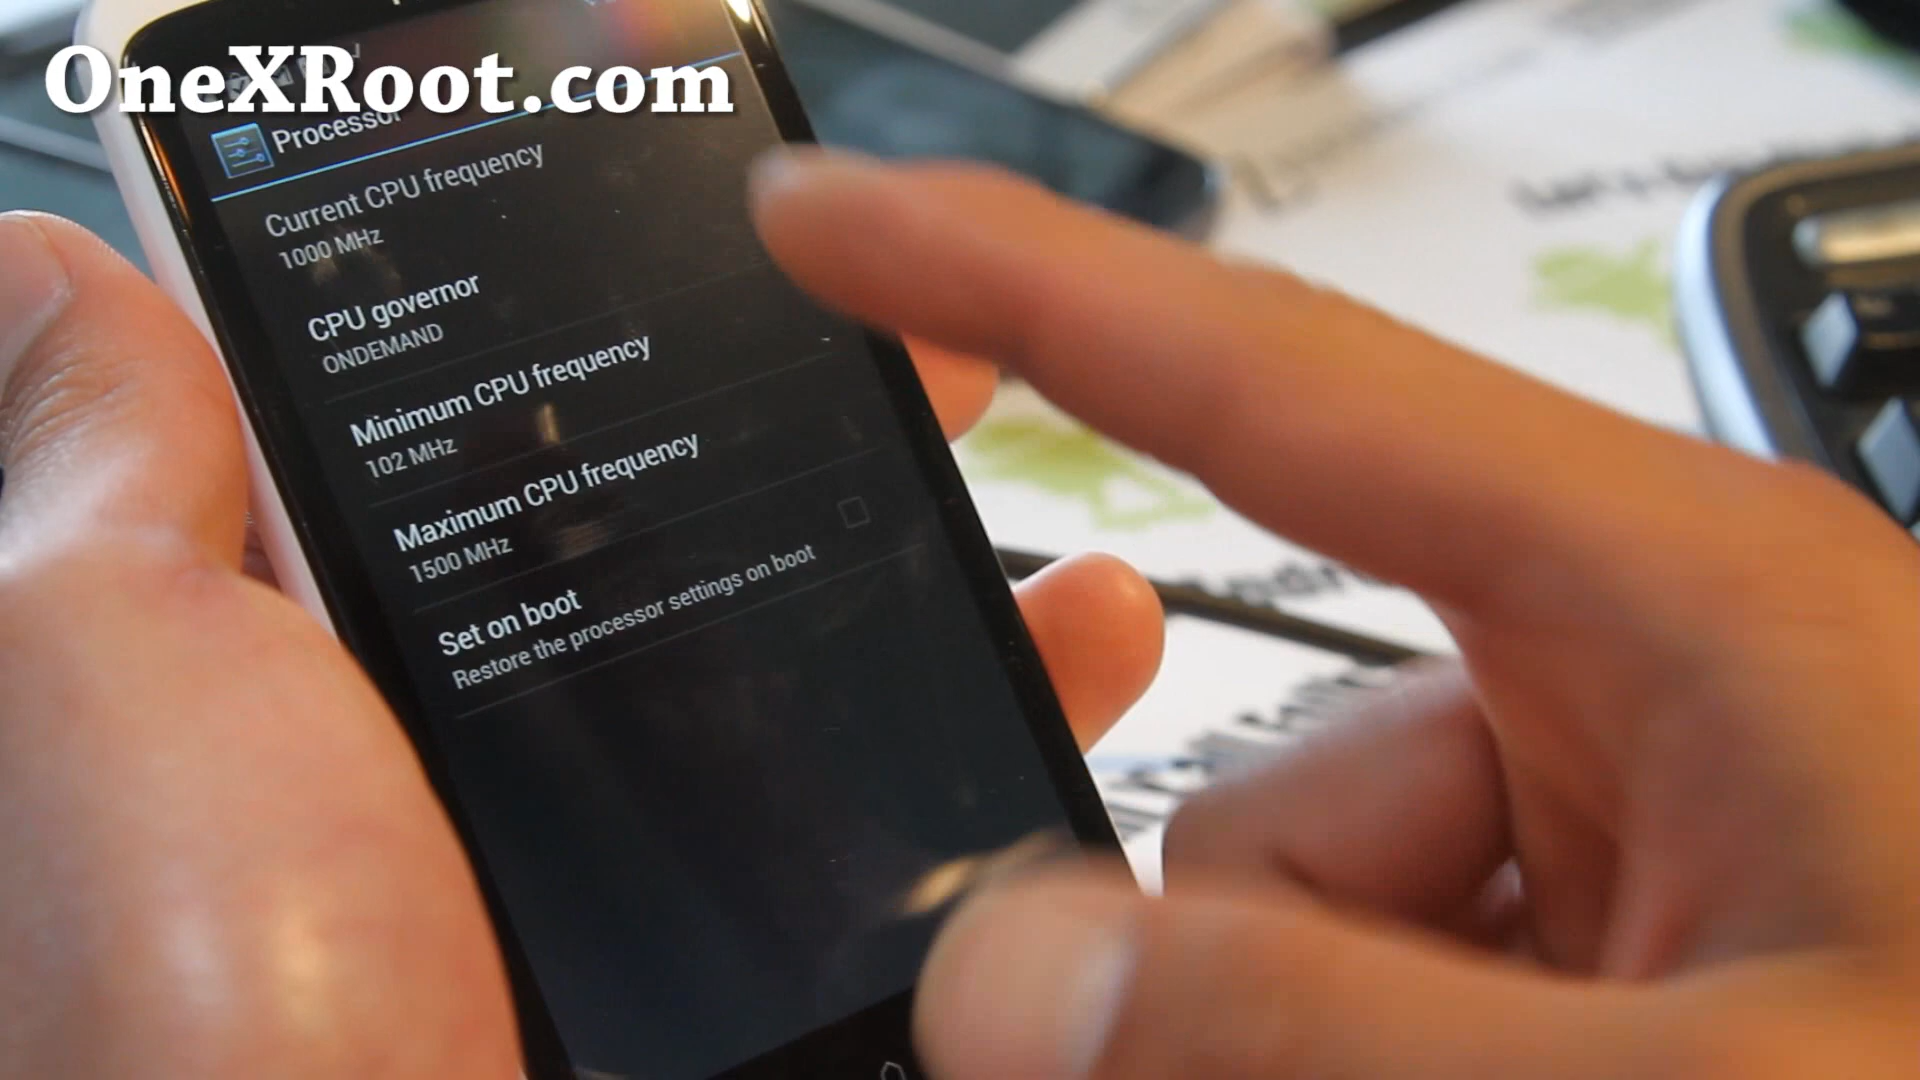 OneXRoot.com
Processor
Current CPU frequency
1000 MHz
CPU governor
ONDEMAND
Minimum CPU frequency
102 MHz
Maximum CPU frequency
1500 MHz
Set on boot
Restore the processor settings on boot